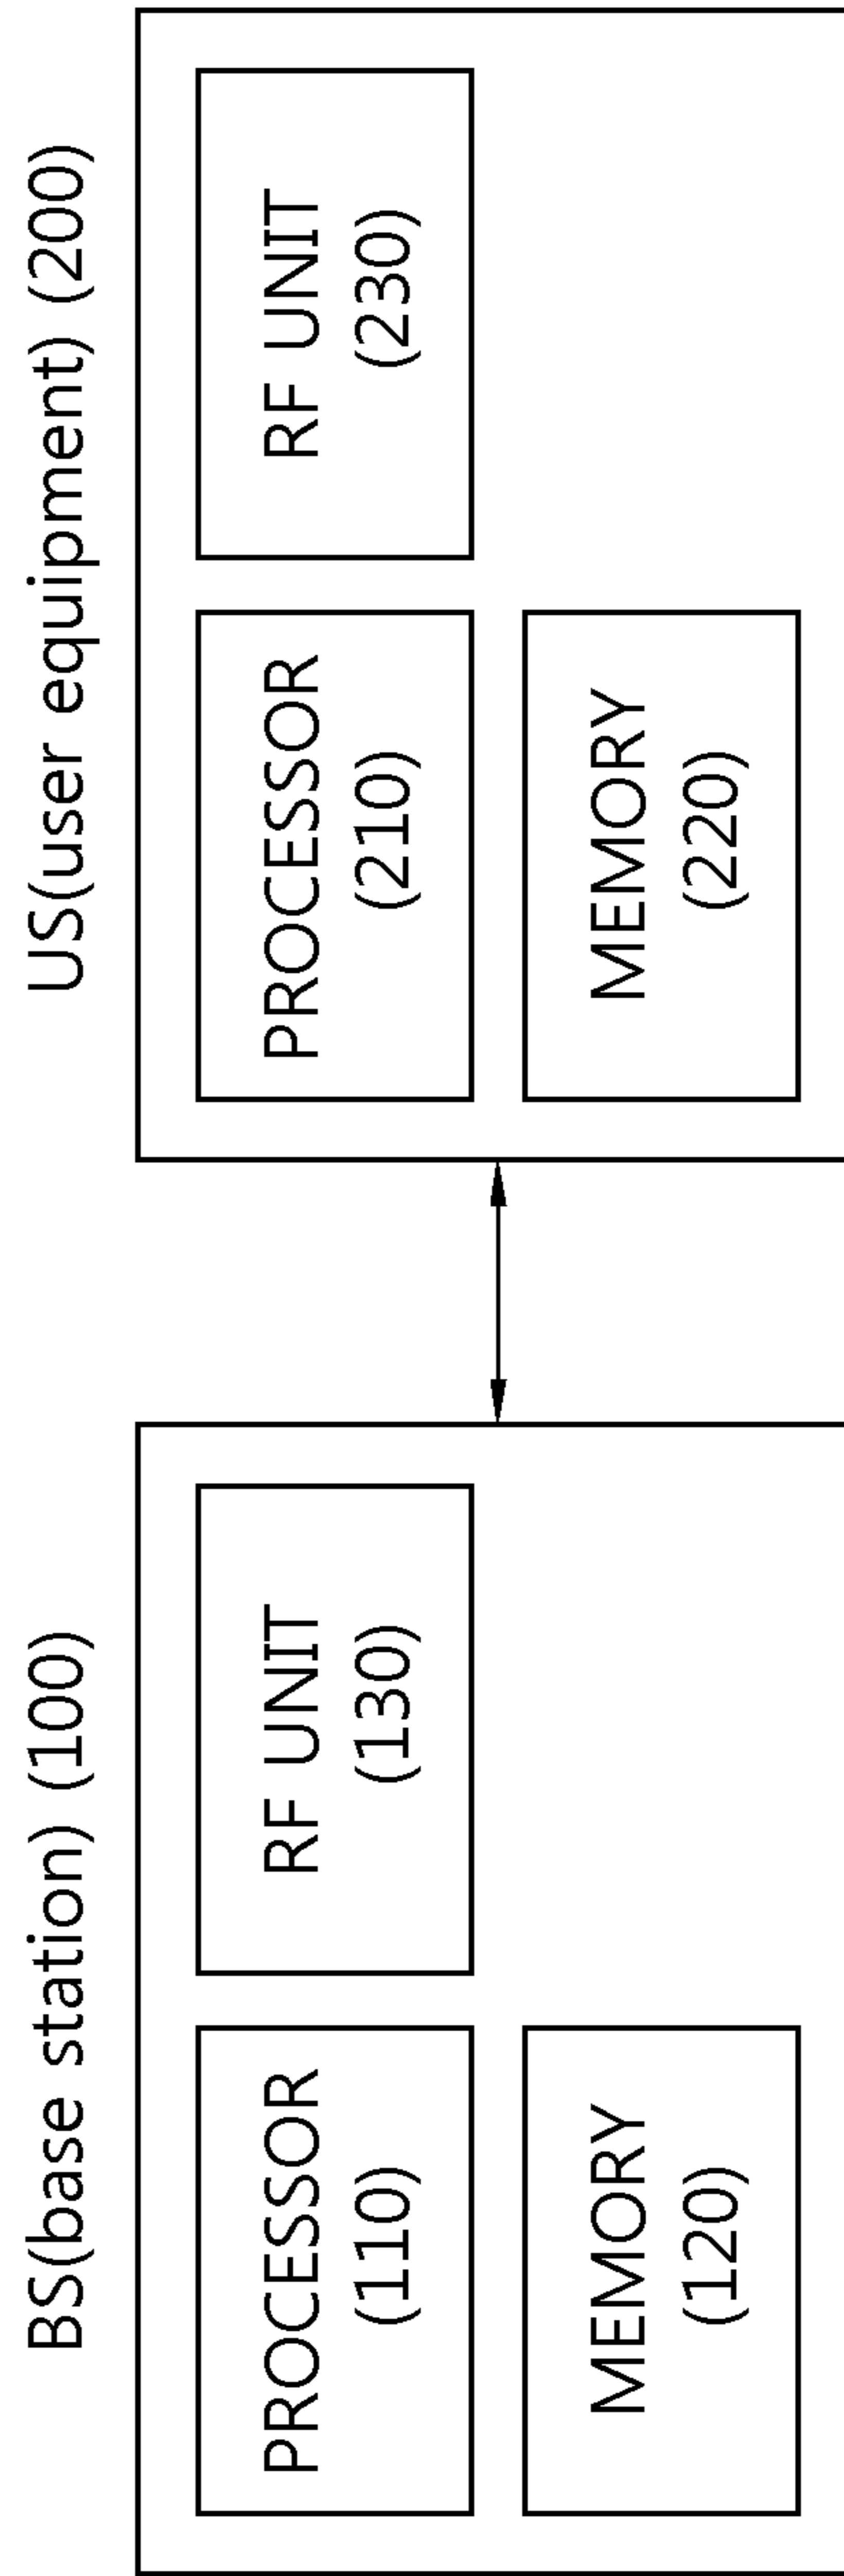 BS(base station) (100)
PROCESSOR
(110)
RF UNIT
(130)
MEMORY
(120)
US(user equipment) (200)
PROCESSOR
(210)
RF UNIT
(230)
MEMORY
(220)